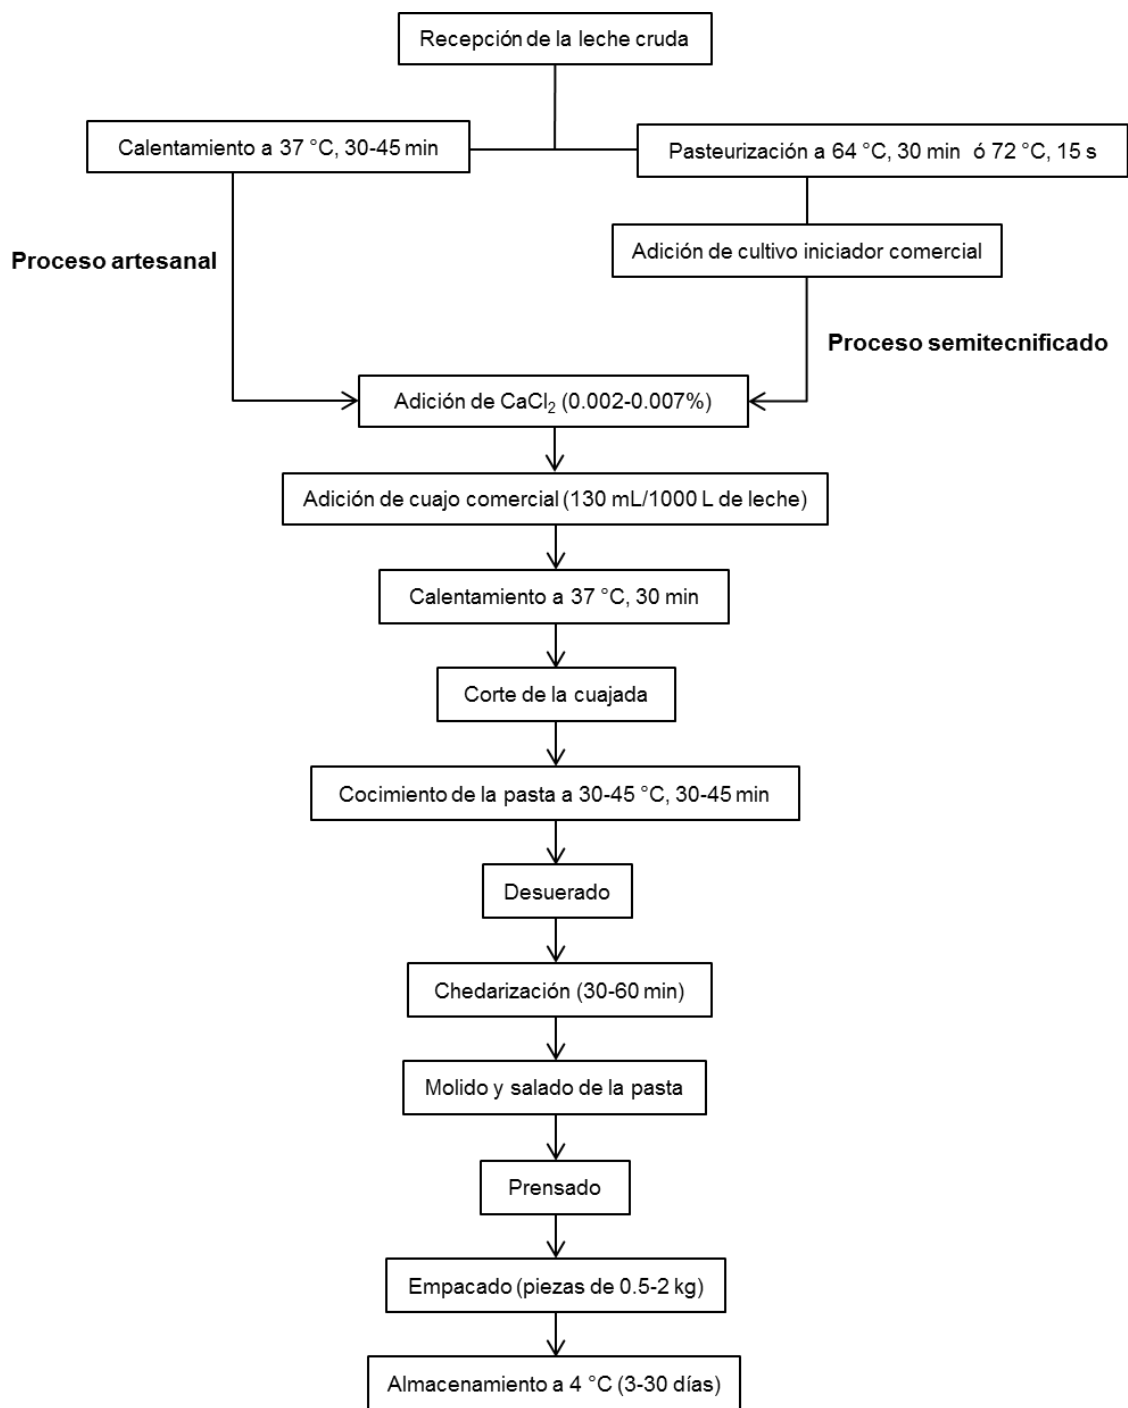 Recepción de la leche cruda
Calentamiento a 37 °C, 30-45 min
Pasteurización a 64 °C, 30 min ó 72 °C, 15 s
Proceso artesanal
Adición de cultivo iniciador comercial
Proceso semitecnificado
Adición de CaCl₂ (0.002-0.007%)
Adición de cuajo comercial (130 mL/1000 L de leche)
Calentamiento a 37 °C, 30 min
Corte de la cuajada
Cocimiento de la pasta a 30-45 °C, 30-45 min
Desuerado
Chedarización (30-60 min)
Molido y salado de la pasta
Prensado
Empacado (piezas de 0.5-2 kg)
Almacenamiento a 4 °C (3-30 días)